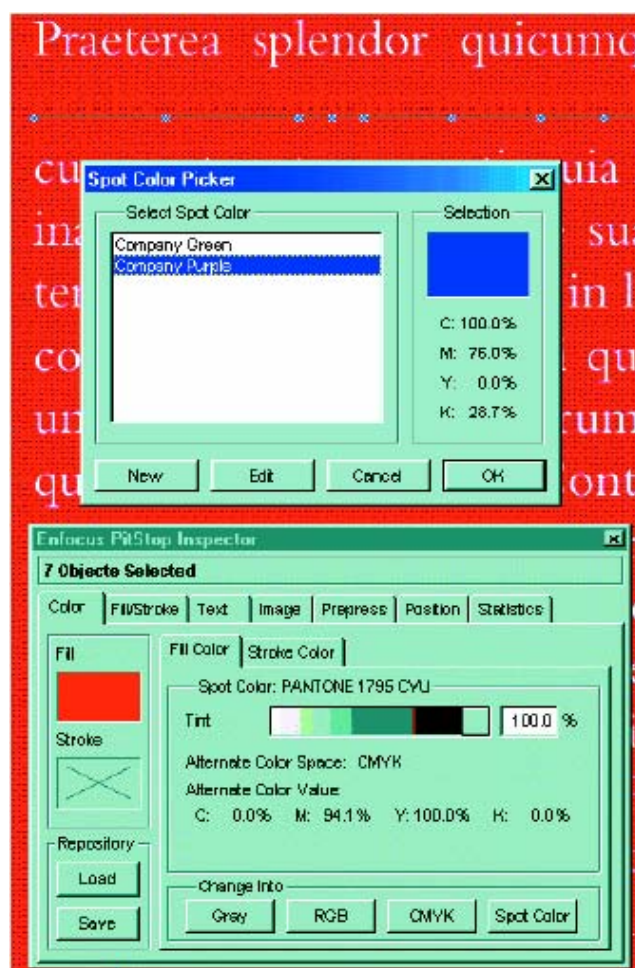 Praeterea splendor quicumq
cu
uia
Spot Color Picker
Select Spot Color
Selection
Company Green
Company Purple
C: 100.0%
M: 76.0%
Y: 0.0%
K: 28.7%
ina
sua
ter
in l
co
qu
un
rum
New
Edit
Cancel
OK
qu
ont
Enfocus PitStop Inspector
7 Objects Selected
Color
Fill/Stroke
Text
Image
Prepress
Position
Statistics
Fill
Fill Color
Stroke Color
Spot Color: PANTONE 1795 CVU
Tint
100.0 %
Stroke
Alternate Color Space: CMYK
Alternate Color Value
C: 0.0% M: 94.1% Y: 100.0% K: 0.0%
Repository
Load
Save
Change Into
Gray
RGB
CMYK
Spot Color